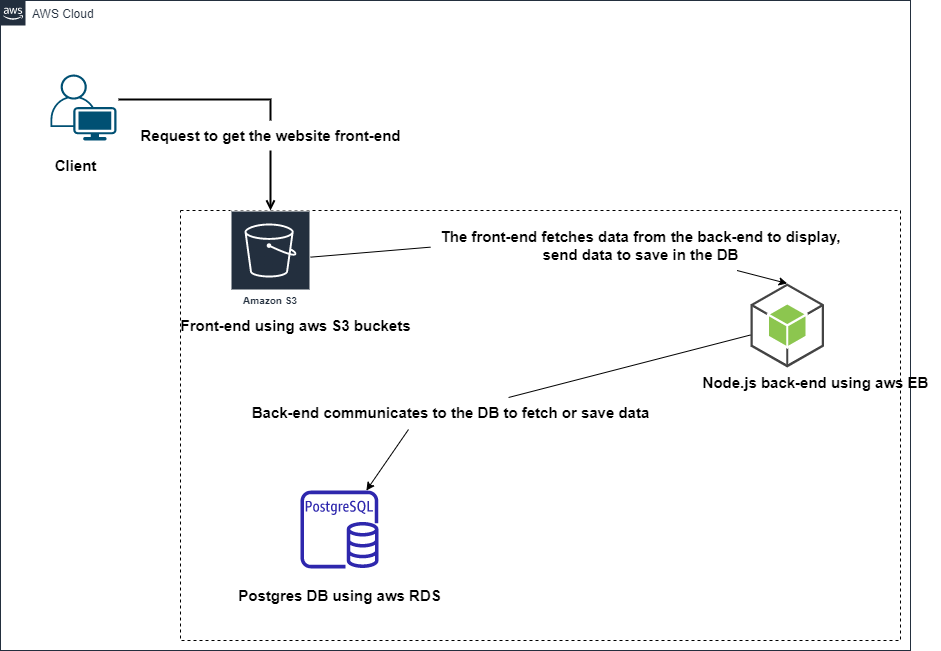 aws
AWS Cloud
Request to get the website front-end
Client
The front-end fetches data from the back-end to display,
send data to save in the DB
Amazon S3
Front-end using aws S3 buckets
Node.js back-end using aws EB
Back-end communicates to the DB to fetch or save data
PostgreSQL
Postgres DB using aws RDS